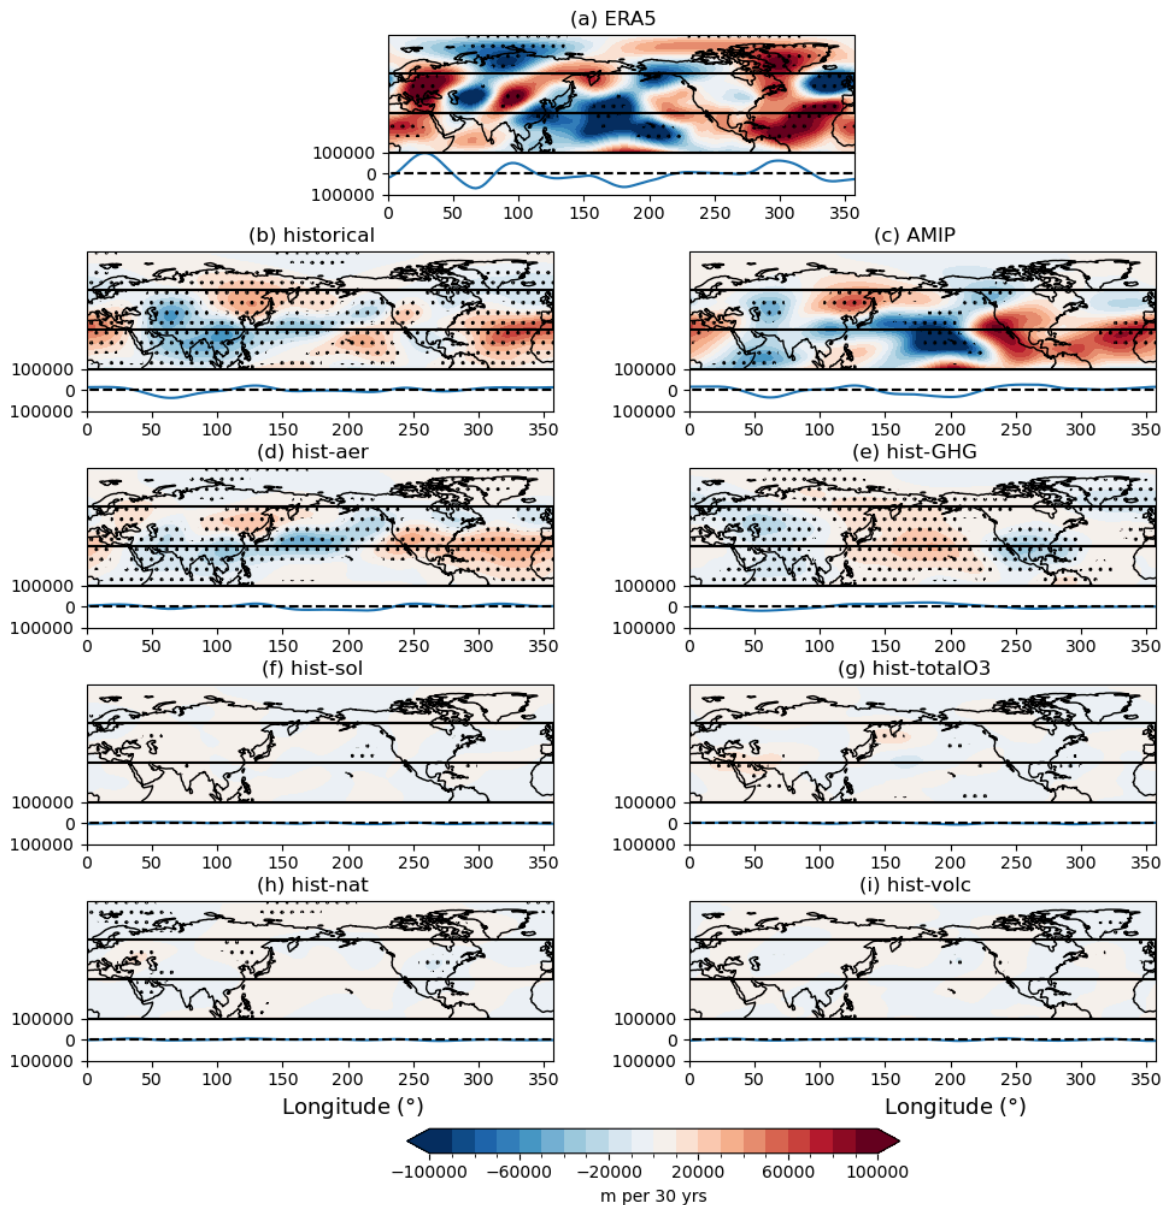 (a) ERA5
100000
0
100000
0 50 100 150 200 250 300 350
(b) historical
(c) AMIP
100000
0
100000
0 50 100 150 200 250 300 350
100000
0
100000
0 50 100 150 200 250 300 350
(d) hist-aer
(e) hist-GHG
100000
0
100000
0 50 100 150 200 250 300 350
100000
0
100000
0 50 100 150 200 250 300 350
(f) hist-sol
(g) hist-totalO3
100000
0
100000
0 50 100 150 200 250 300 350
100000
0
100000
0 50 100 150 200 250 300 350
(h) hist-nat
(i) hist-volc
100000
0
100000
0 50 100 150 200 250 300 350
Longitude (°)
100000
0
100000
0 50 100 150 200 250 300 350
Longitude (°)
−100000 −60000 −20000 20000 60000 100000
m per 30 yrs